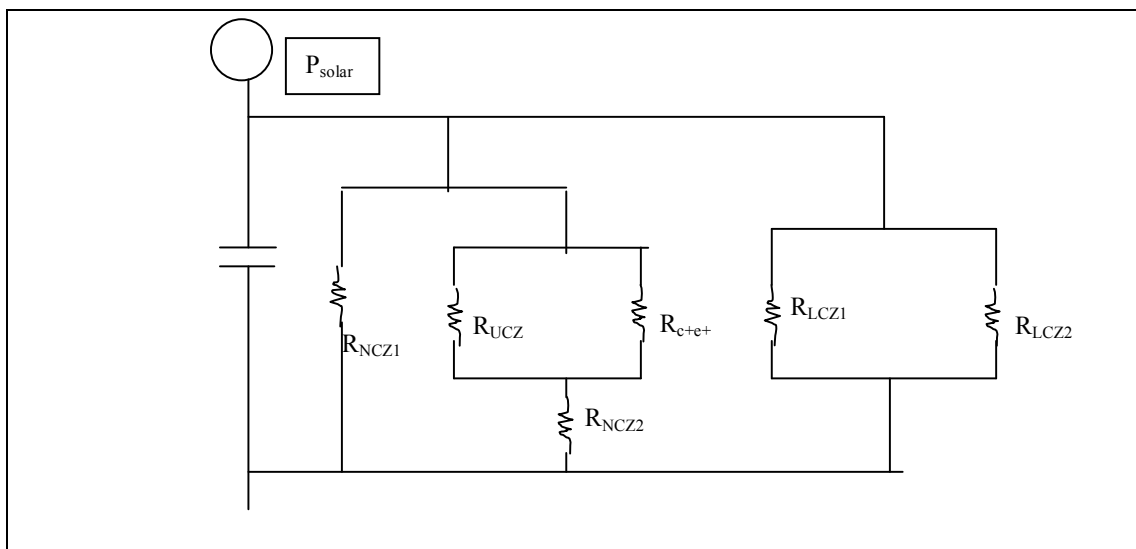 P_solar
R_NCZ1
R_UCZ
R_c+e+
R_LCZ1
R_LCZ2
R_NCZ2